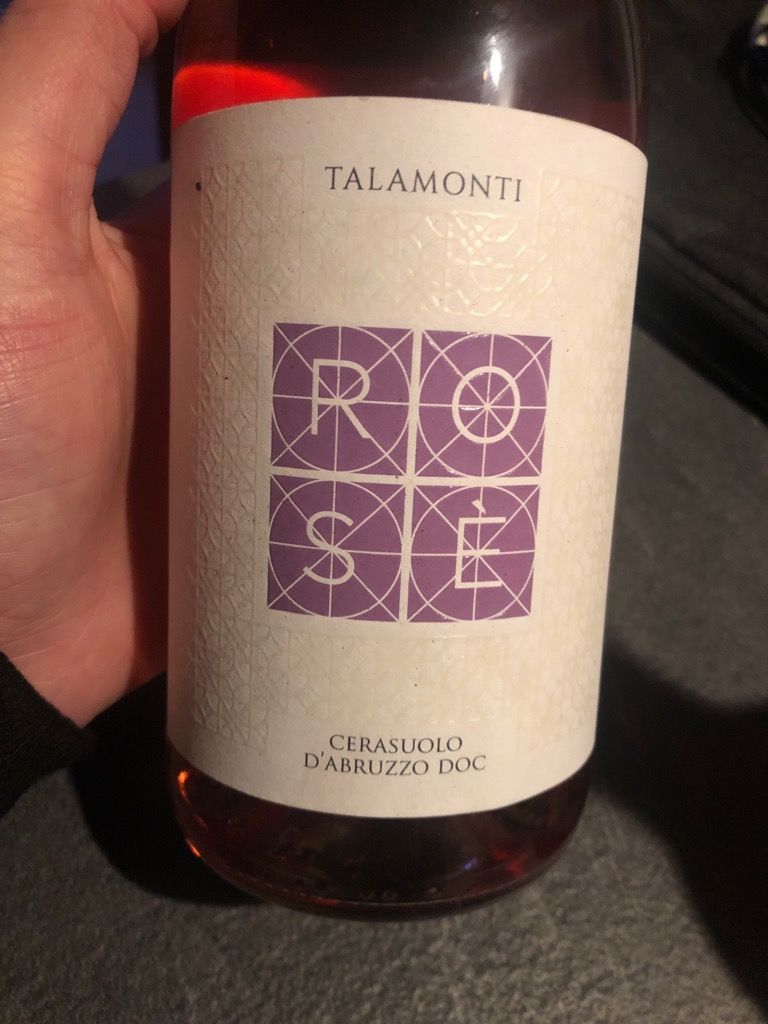 TALAMONTI
RO
SÈ
CERASUOLO
D'ABRUZZO DOC